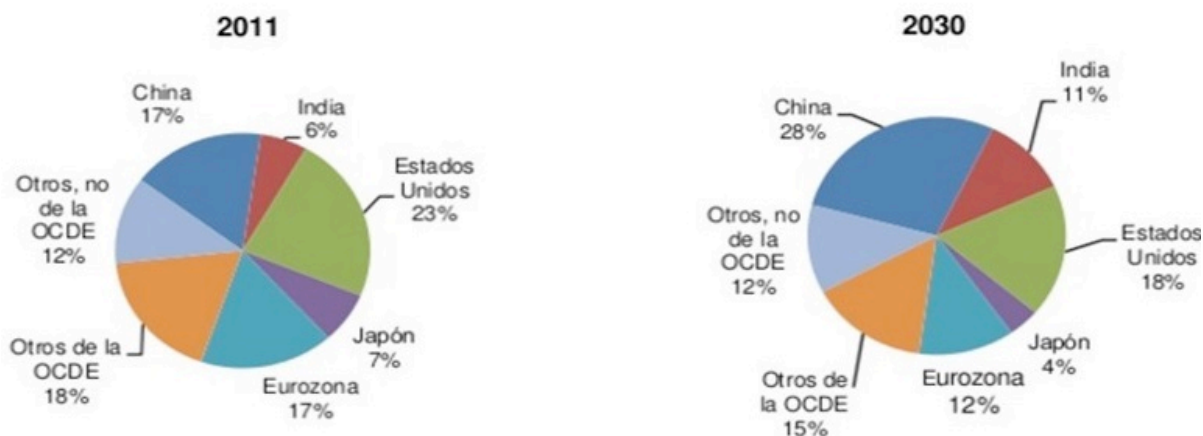 2011
China
17%
India
6%
Estados
Unidos
23%
Japón
7%
Eurozona
17%
Otros de la
OCDE
18%
Otros, no
de la
OCDE
12%
2030
China
28%
India
11%
Estados
Unidos
18%
Japón
4%
Eurozona
12%
Otros de
la OCDE
15%
Otros, no
de la
OCDE
12%